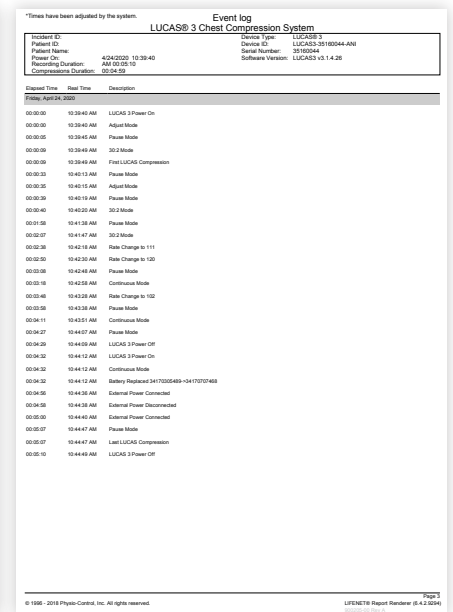 *Times have been adjusted by the system.
Event log
LUCAS® 3 Chest Compression System
Incident ID:
Patient ID:
Patient Name:
Power On: 4/24/2020 10:39:40
Recording Duration: AM 00:05:10
Compressions Duration: 00:04:59
Device Type: LUCAS® 3
Device ID: LUCAS3-35160044-ANI
Serial Number: 35160044
Software Version: LUCAS3 v3.1.4.28
Elapsed Time Real Time Description
Friday, April 24, 2020
00:00:00 10:39:40 AM LUCAS 3 Power On
00:00:00 10:39:40 AM Adjust Mode
00:00:05 10:39:45 AM Pause Mode
00:00:09 10:39:49 AM 30:2 Mode
00:00:09 10:39:49 AM First LUCAS Compression
00:00:33 10:40:13 AM Pause Mode
00:00:35 10:40:15 AM Adjust Mode
00:00:39 10:40:19 AM Pause Mode
00:00:40 10:40:20 AM 30:2 Mode
00:01:58 10:41:38 AM Pause Mode
00:02:07 10:41:47 AM 30:2 Mode
00:02:38 10:42:18 AM Rate Change to 111
00:02:50 10:42:30 AM Rate Change to 120
00:03:08 10:42:48 AM Pause Mode
00:03:18 10:42:58 AM Continuous Mode
00:03:48 10:43:28 AM Rate Change to 102
00:03:58 10:43:38 AM Pause Mode
00:04:11 10:43:51 AM Continuous Mode
00:04:27 10:44:07 AM Pause Mode
00:04:29 10:44:09 AM LUCAS 3 Power Off
00:04:32 10:44:12 AM LUCAS 3 Power On
00:04:32 10:44:12 AM Continuous Mode
00:04:32 10:44:12 AM Battery Replaced 34170305489->34170707468
00:04:56 10:44:36 AM External Power Connected
00:04:58 10:44:38 AM External Power Disconnected
00:05:00 10:44:40 AM External Power Connected
00:05:07 10:44:47 AM Pause Mode
00:05:07 10:44:47 AM Last LUCAS Compression
00:05:10 10:44:49 AM LUCAS 3 Power Off
Page 3
© 1996 - 2018 Physio-Control, Inc. All rights reserved.
LIFENET® Report Renderer (6.4.2.9284)